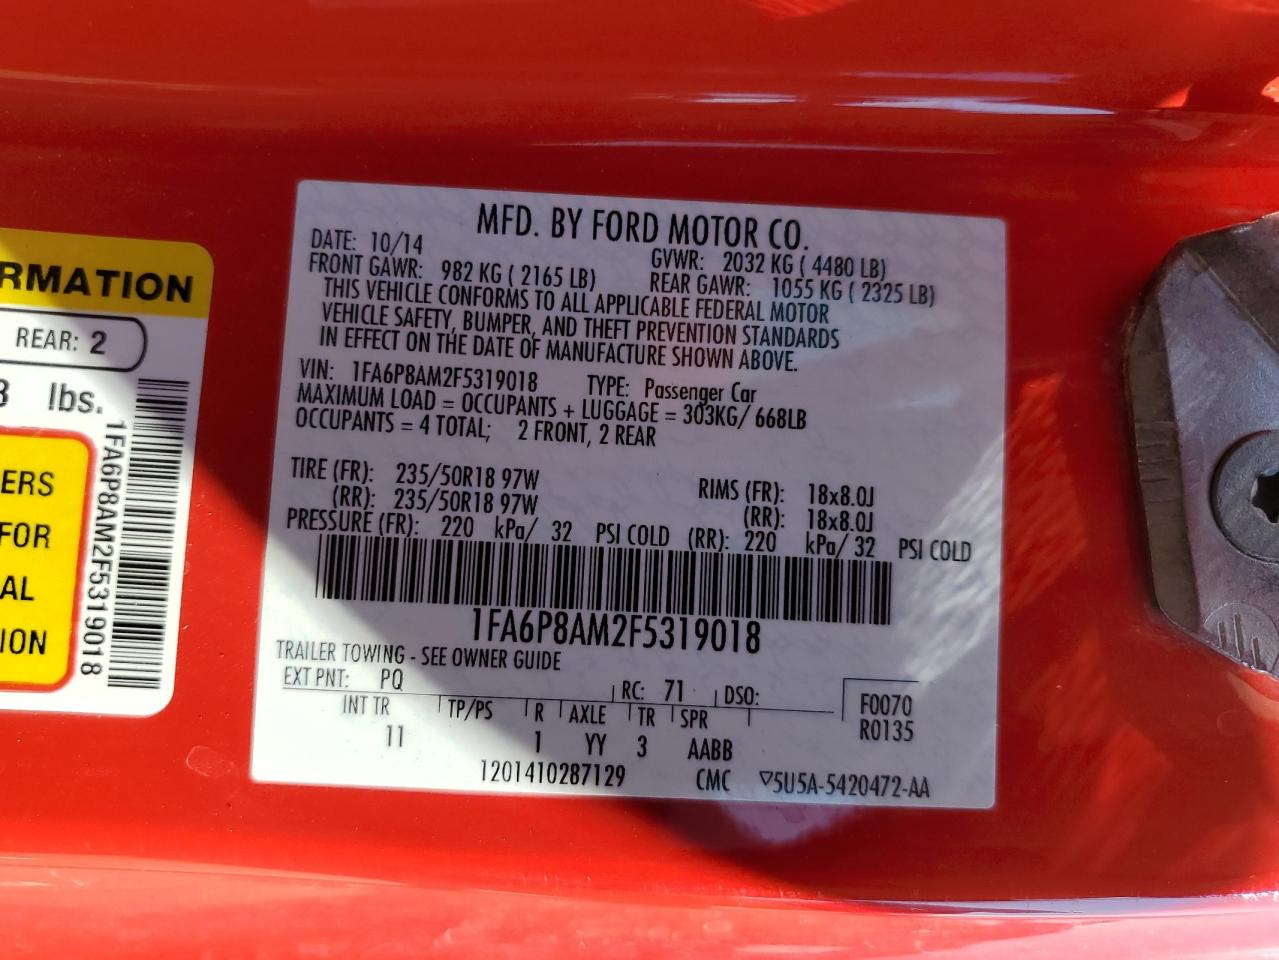 MFD. BY FORD MOTOR CO.
DATE: 10/14 GVWR: 2032 KG ( 4480 LB)
FRONT GAWR: 982 KG ( 2165 LB) REAR GAWR: 1055 KG ( 2325 LB)
THIS VEHICLE CONFORMS TO ALL APPLICABLE FEDERAL MOTOR
VEHICLE SAFETY, BUMPER, AND THEFT PREVENTION STANDARDS
IN EFFECT ON THE DATE OF MANUFACTURE SHOWN ABOVE.
VIN: 1FA6P8AM2F5319018 TYPE: Passenger Car
MAXIMUM LOAD = OCCUPANTS + LUGGAGE = 303KG/ 668LB
OCCUPANTS = 4 TOTAL; 2 FRONT, 2 REAR
TIRE (FR): 235/50R18 97W RIMS (FR): 18x8.0J
(RR): 235/50R18 97W (RR): 18x8.0J
PRESSURE (FR): 220 kPa/ 32 PSI COLD (RR): 220 kPa/ 32 PSI COLD
1FA6P8AM2F5319018
TRAILER TOWING - SEE OWNER GUIDE
EXT PNT: PQ RC: 71 DSO: F0070
INT TR TP/PS R AXLE TR SPR R0135
11 1 YY 3 AABB
1201410287129 CMC ▽5U5A-5420472-AA
RMATION
REAR: 2
8 lbs.
ERS
FOR
AL
ION
1FA6P8AM2F5319018